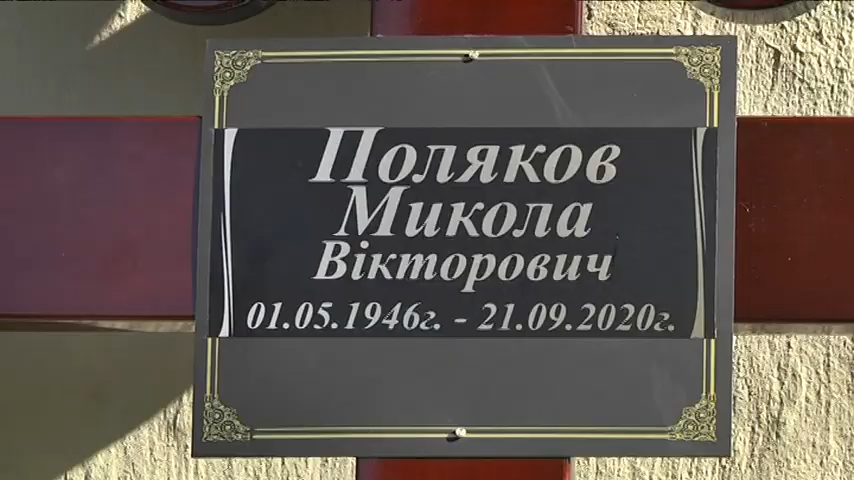 Поляков
Микола
Вікторович
01.05.1946г. - 21.09.2020г.